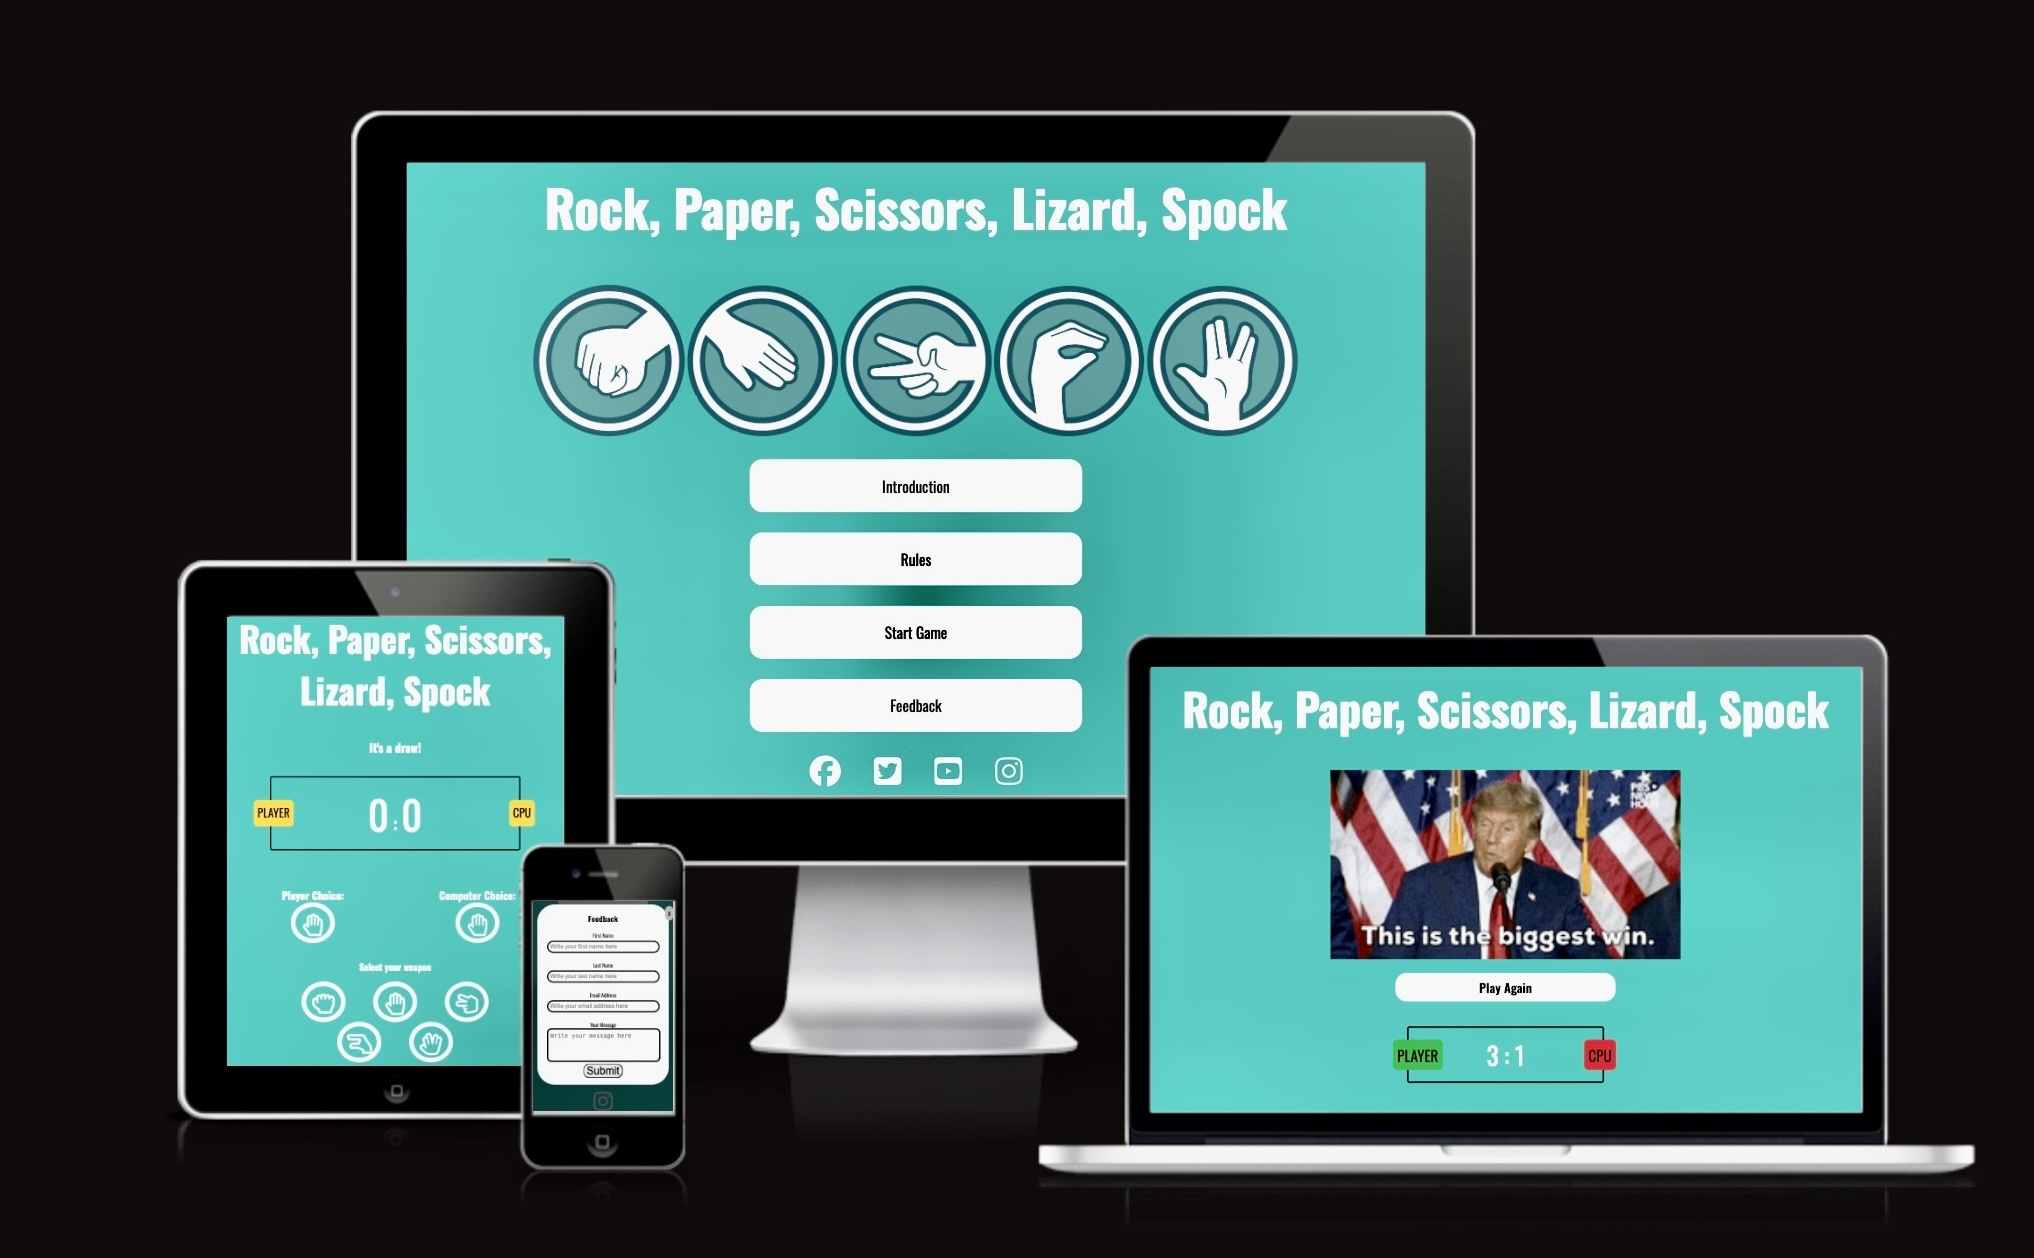 Rock, Paper, Scissors, Lizard, Spock
Introduction
Rules
Start Game
Feedback
Rock, Paper, Scissors,
Lizard, Spock
It's a draw!
PLAYER
0:0
CPU
Player Choice:
Computer Choice:
Select your weapon
x
Feedback
First Name
Write your first name here
Last Name
Write your last name here
Email Address
Write your email address here
Your Message
Write your message here
Submit
Rock, Paper, Scissors, Lizard, Spock
PBS
NEWS
HOUR
This is the biggest win.
Play Again
PLAYER
3:1
CPU